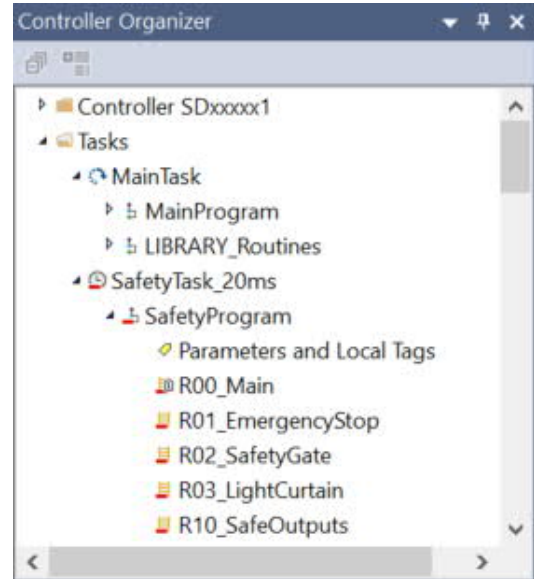 Controller Organizer
Controller SDxxxxx1
Tasks
MainTask
MainProgram
LIBRARY_Routines
SafetyTask_20ms
SafetyProgram
Parameters and Local Tags
R00_Main
R01_EmergencyStop
R02_SafetyGate
R03_LightCurtain
R10_SafeOutputs